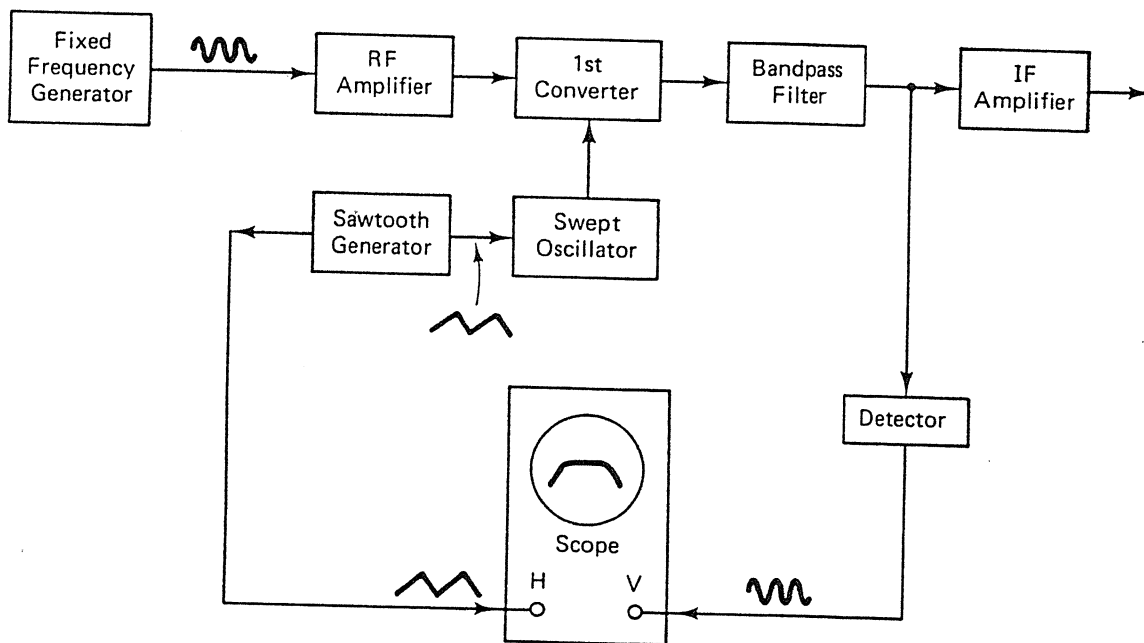 Fixed
Frequency
Generator
RF
Amplifier
1st
Converter
Bandpass
Filter
IF
Amplifier
Sawtooth
Generator
Swept
Oscillator
Detector
Scope
H
V